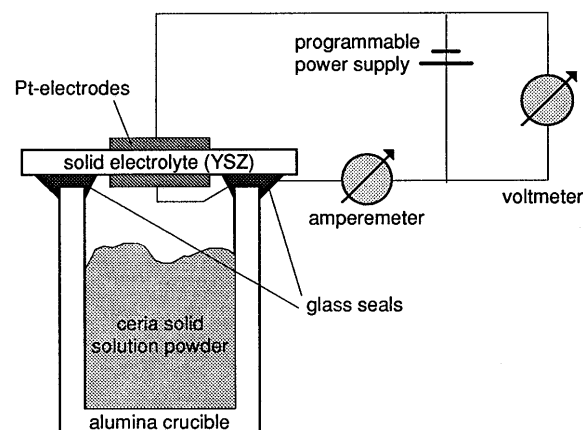 programmable
power supply
Pt-electrodes
solid electrolyte (YSZ)
amperemeter
voltmeter
glass seals
ceria solid
solution powder
alumina crucible